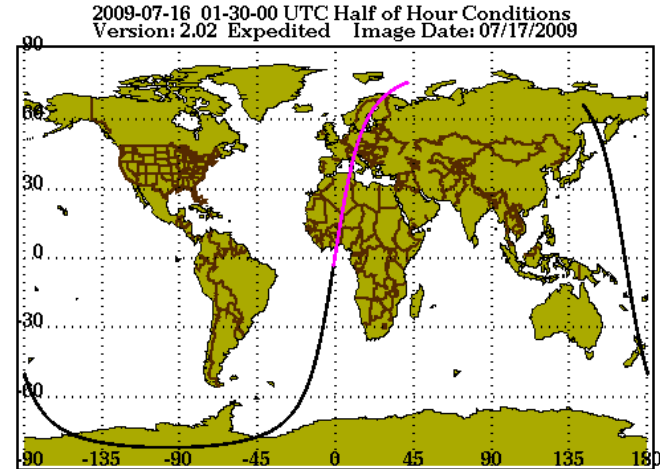 2009-07-16 01-30-00 UTC Half of Hour Conditions
Version: 2.02 Expedited Image Date: 07/17/2009
90
60
30
0
-30
-60
-90 -135 -90 -45 0 45 90 135 180